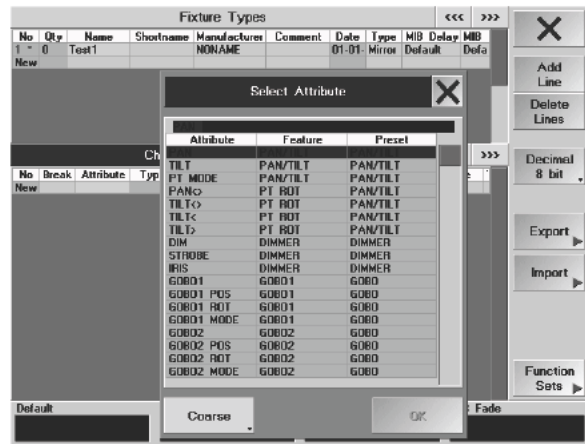 Fixture Types
<<< >>>
No Qty Name Shortname Manufacturer Comment Date Type MIB Delay MIB
1 0 Test1 NONAME 01-01- Mirror Default Defa
New
Add Line
Delete Lines
Decimal 8 bit
Export
Import
Function Sets
Select Attribute
Attribute Feature Preset
PAN PAN/TILT PAN/TILT
TILT PAN/TILT PAN/TILT
PT MODE PAN/TILT PAN/TILT
PAN<> PT ROT PAN/TILT
TILT<> PT ROT PAN/TILT
TILT< PT ROT PAN/TILT
TILT> PT ROT PAN/TILT
DIM DIMMER DIMMER
STROBE DIMMER DIMMER
IRIS DIMMER DIMMER
GOBO1 GOBO1 GOBO
GOBO1 POS GOBO1 GOBO
GOBO1 ROT GOBO1 GOBO
GOBO1 MODE GOBO1 GOBO
GOBO2 GOBO2 GOBO
GOBO2 POS GOBO2 GOBO
GOBO2 ROT GOBO2 GOBO
GOBO2 MODE GOBO2 GOBO
Coarse
OK
Ch
>>>
No Break Attribute Typ
New
Default
Fade